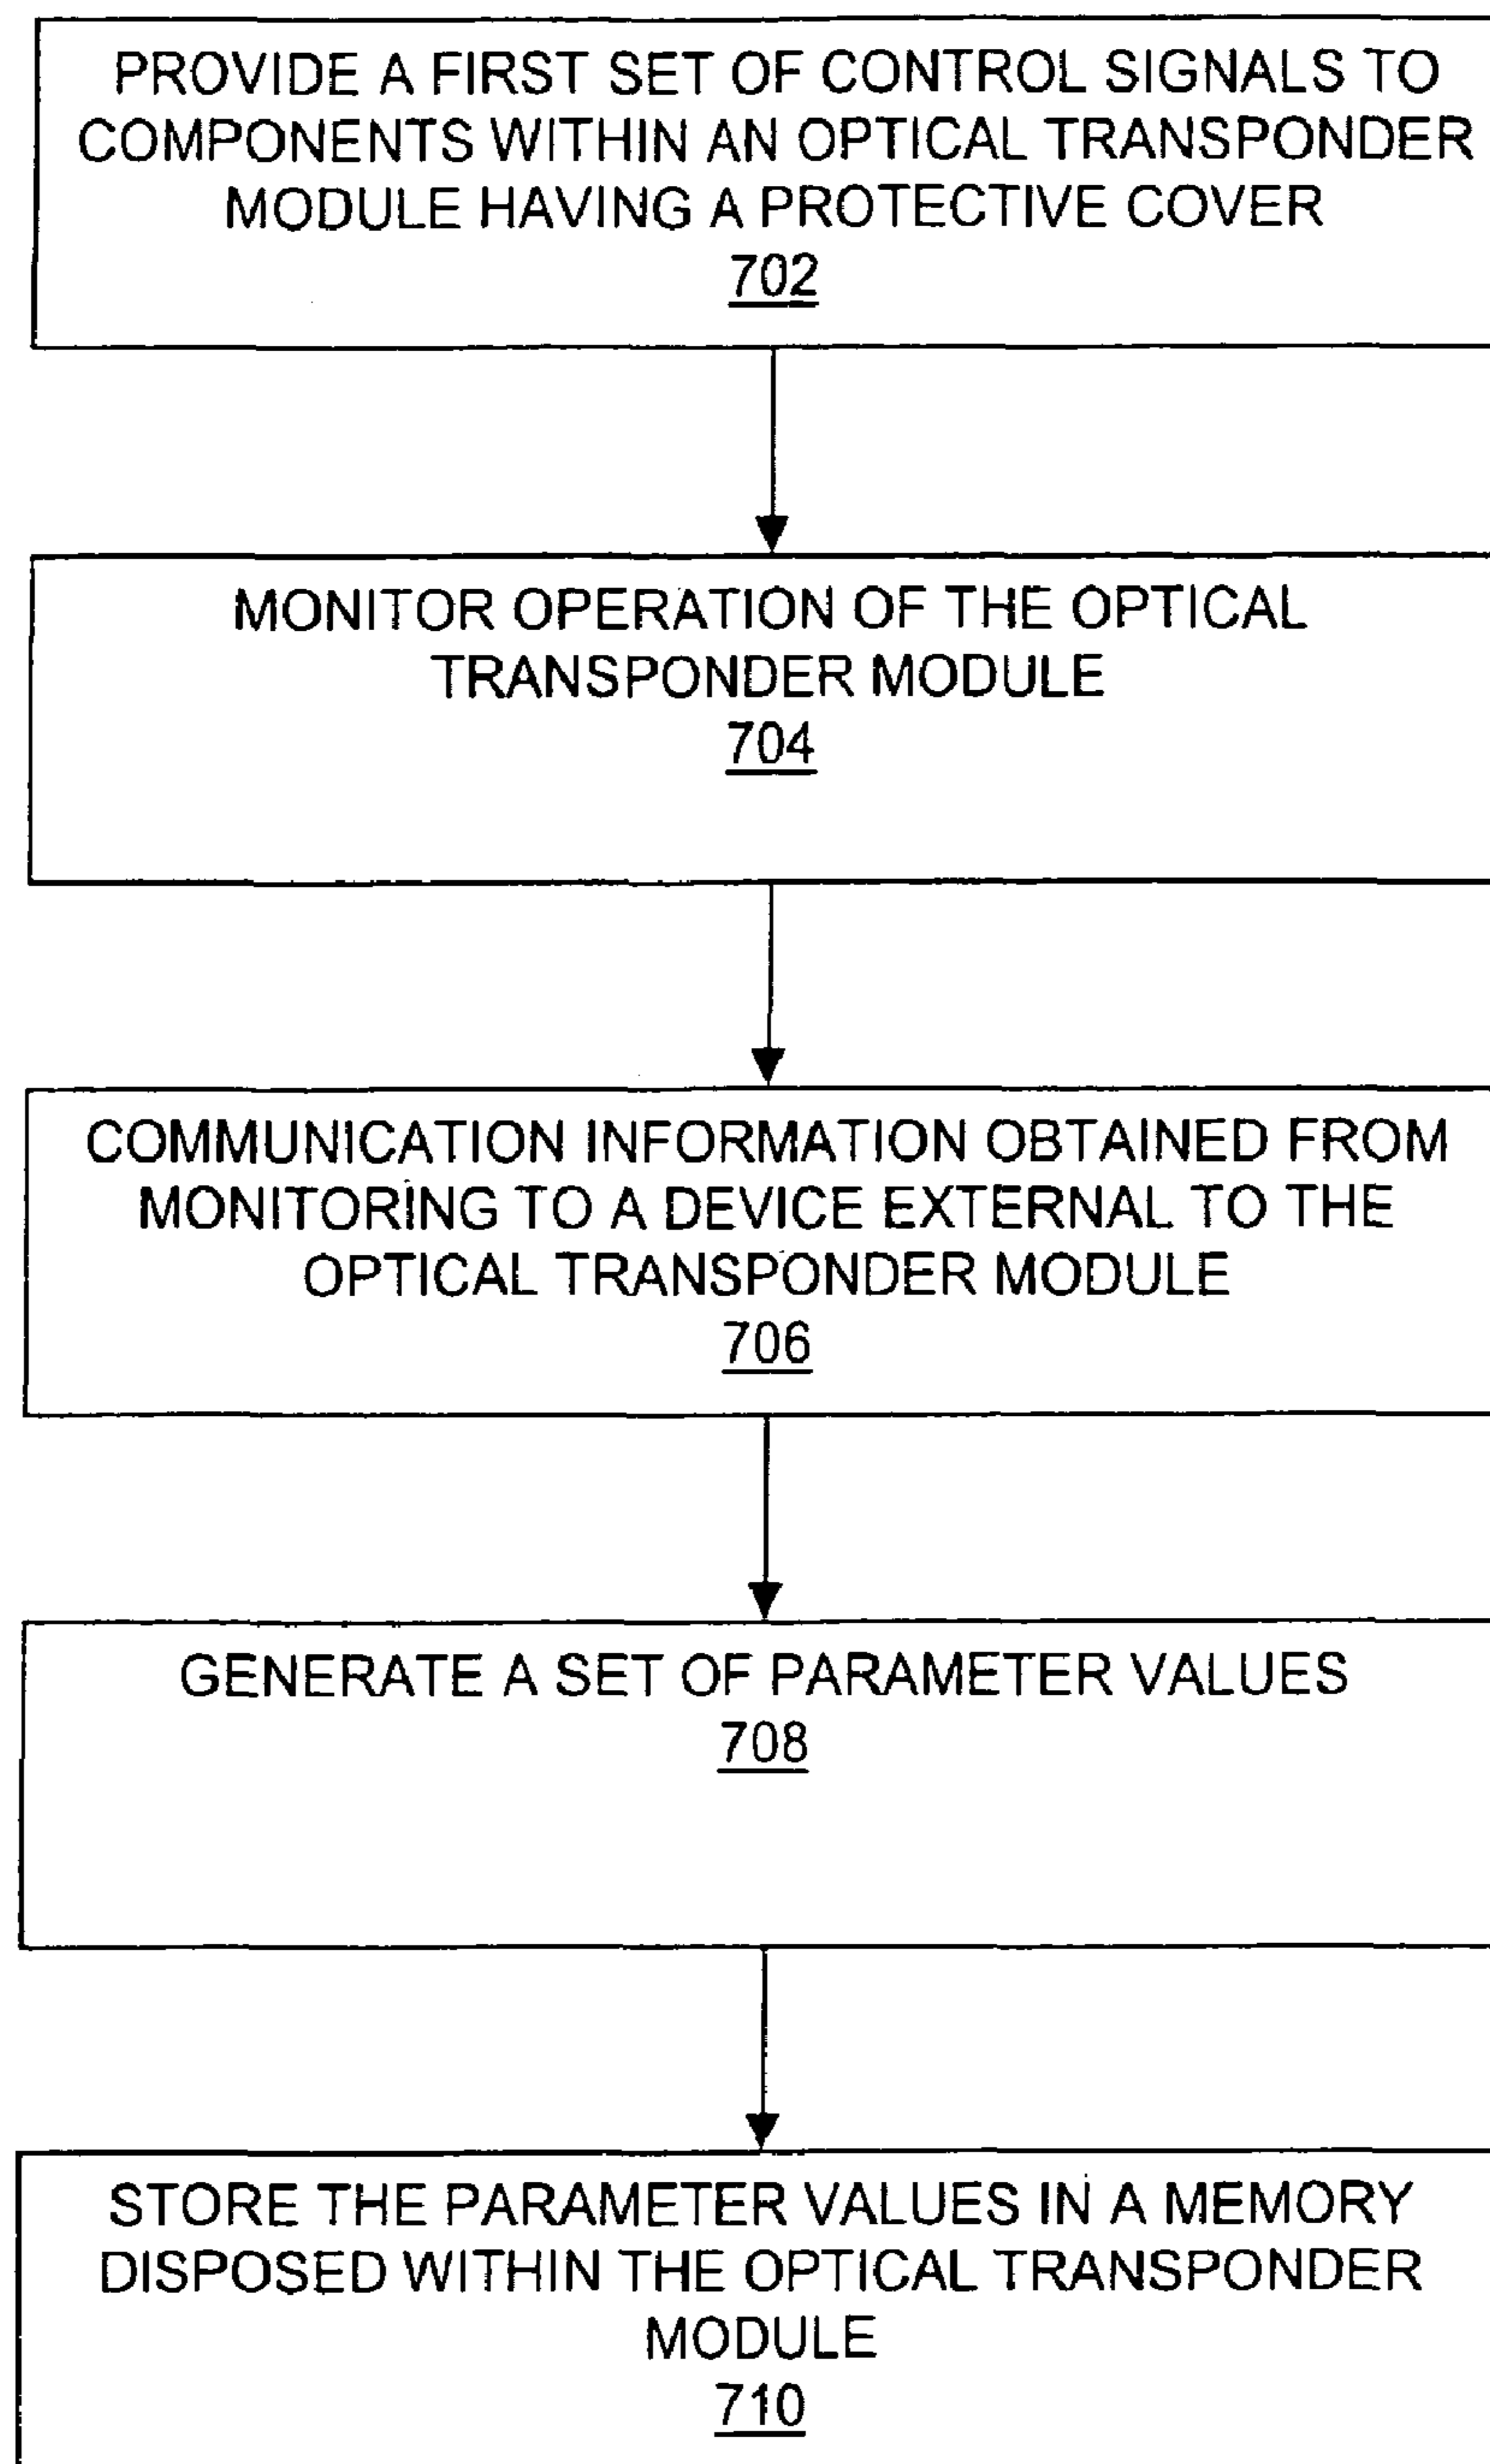 PROVIDE A FIRST SET OF CONTROL SIGNALS TO
COMPONENTS WITHIN AN OPTICAL TRANSPONDER
MODULE HAVING A PROTECTIVE COVER
702
MONITOR OPERATION OF THE OPTICAL
TRANSPONDER MODULE
704
COMMUNICATION INFORMATION OBTAINED FROM
MONITORING TO A DEVICE EXTERNAL TO THE
OPTICAL TRANSPONDER MODULE
706
GENERATE A SET OF PARAMETER VALUES
708
STORE THE PARAMETER VALUES IN A MEMORY
DISPOSED WITHIN THE OPTICAL TRANSPONDER
MODULE
710